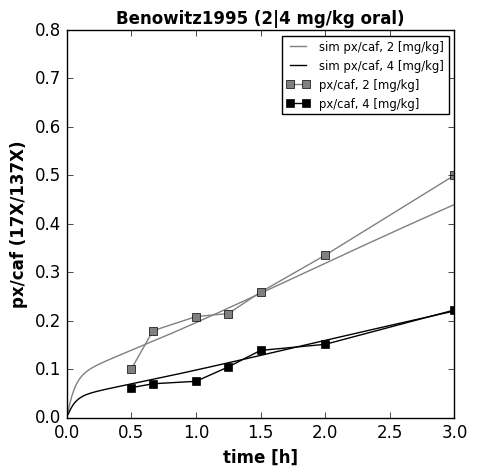 Benowitz1995 (2|4 mg/kg oral)
0.8
0.7
0.6
0.5
0.4
0.3
0.2
0.1
0.0
px/caf (17X/137X)
sim px/caf, 2 [mg/kg]
sim px/caf, 4 [mg/kg]
px/caf, 2 [mg/kg]
px/caf, 4 [mg/kg]
0.0 0.5 1.0 1.5 2.0 2.5 3.0
time [h]